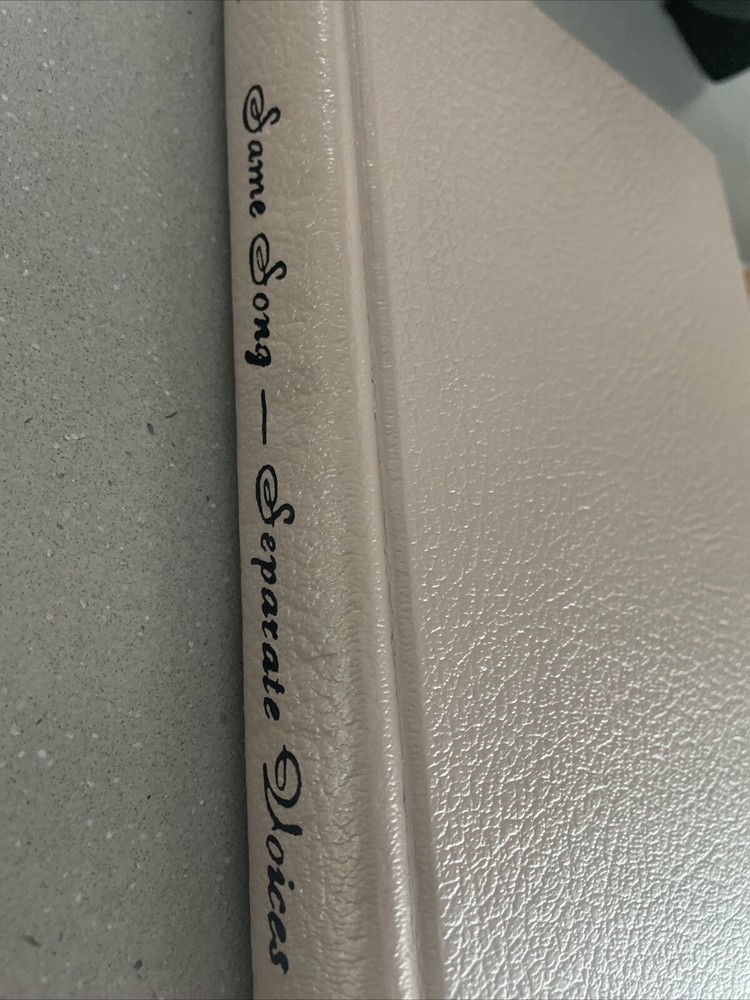 Same Song — Separate Voices